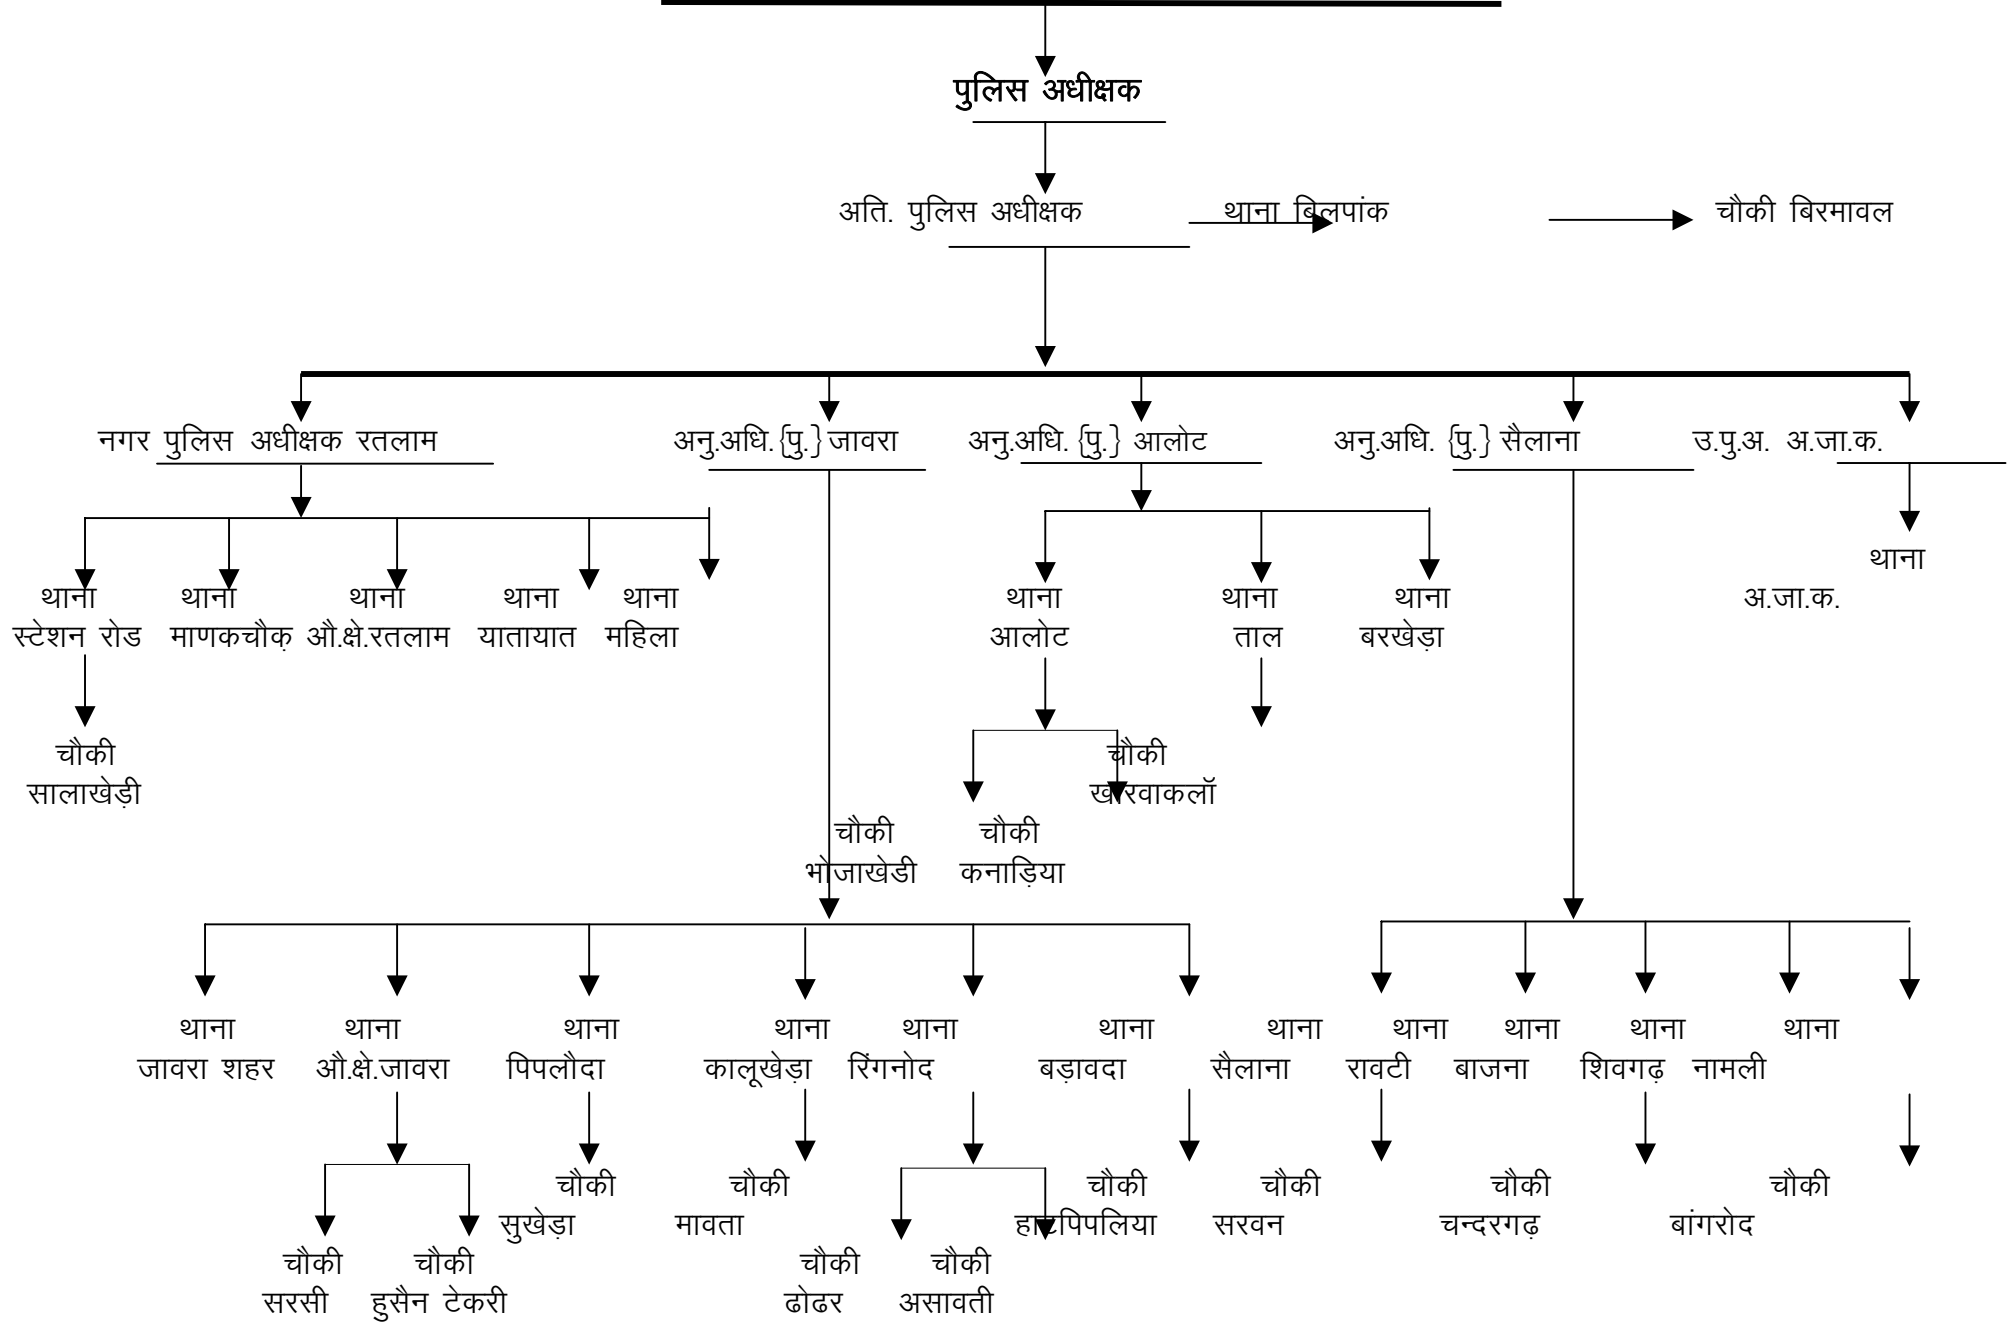 पुलिस अधीक्षक
अति. पुलिस अधीक्षक थाना बिलपांक चौकी बिरमावल
नगर पुलिस अधीक्षक रतलाम अनु.अधि.{पु.} जावरा अनु.अधि. {पु.} आलोट अनु.अधि. {पु.} सैलाना उ.पु.अ. अ.जा.क.
थाना
थाना थाना थाना थाना थाना थाना थाना थाना अ.जा.क.
स्टेशन रोड माणकचौक़ औ.क्षे.रतलाम यातायात महिला आलोट ताल बरखेड़ा
चौकी चौकी
सालाखेड़ी खारवाकलॉ
चौकी चौकी
भोजाखेडी कनाड़िया
थाना थाना थाना थाना थाना थाना थाना थाना थाना थाना थाना
जावरा शहर औ.क्षे.जावरा पिपलौदा कालूखेड़ा रिंगनोद बड़ावदा सैलाना रावटी बाजना शिवगढ़ नामली
चौकी चौकी चौकी चौकी चौकी चौकी
सुखेड़ा मावता हाटपिपलिया सरवन चन्दरगढ़ बांगरोद
चौकी चौकी चौकी चौकी
सरसी हुसैन टेकरी ढोढर असावती